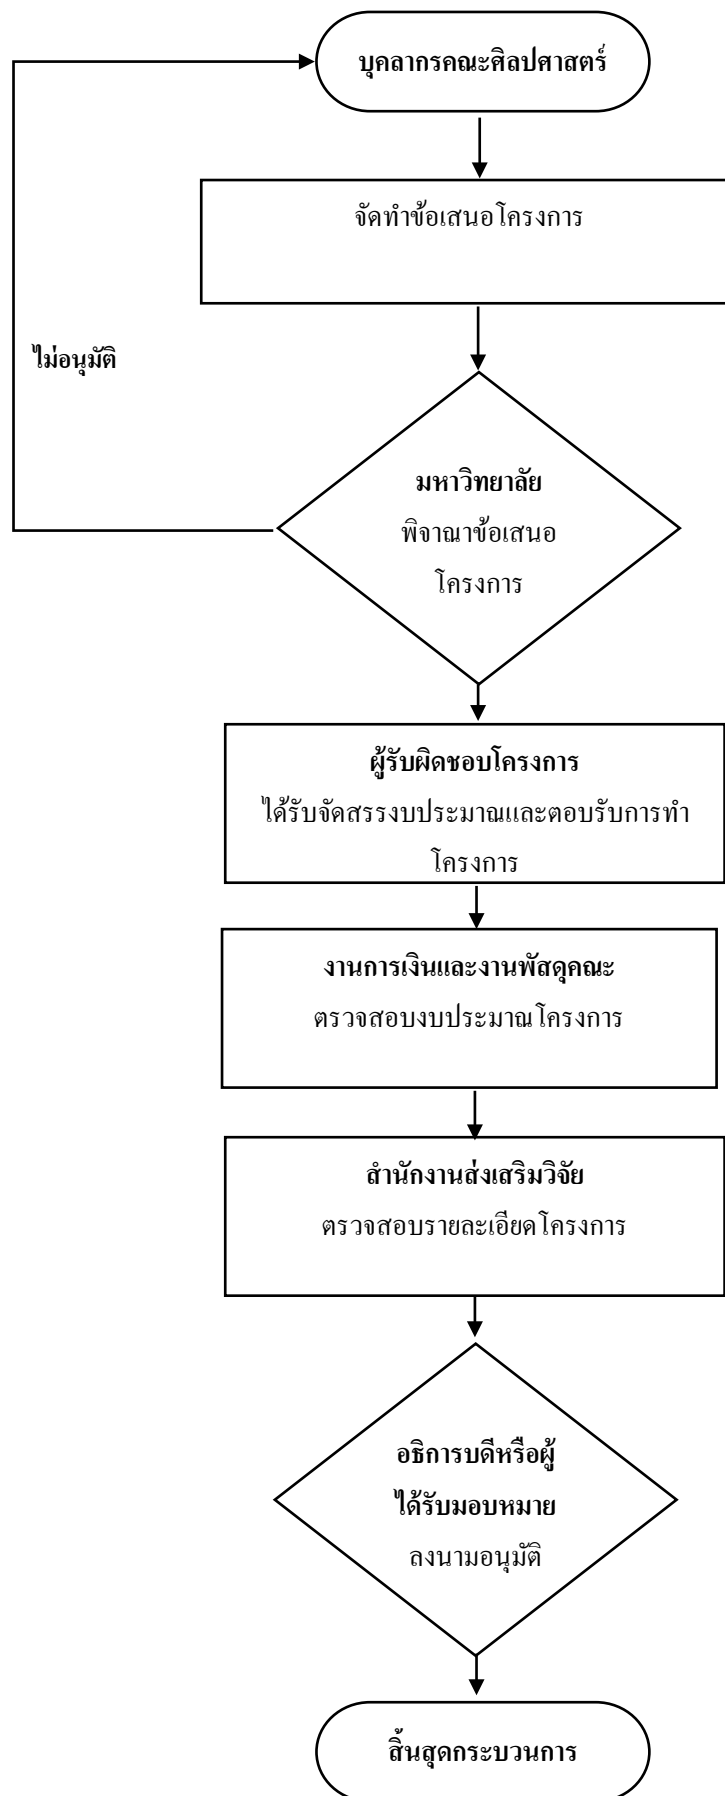 บุคลากรคณะศิลปศาสตร์
จัดทำข้อเสนอโครงการ
ไม่อนุมัติ
มหาวิทยาลัย
พิจาณาข้อเสนอ
โครงการ
ผู้รับผิดชอบโครงการ
ได้รับจัดสรรงบประมาณและตอบรับการทำ
โครงการ
งานการเงินและงานพัสดุคณะ
ตรวจสอบงบประมาณโครงการ
สำนักงานส่งเสริมวิจัย
ตรวจสอบรายละเอียดโครงการ
อธิการบดีหรือผู้
ได้รับมอบหมาย
ลงนามอนุมัติ
สิ้นสุดกระบวนการ